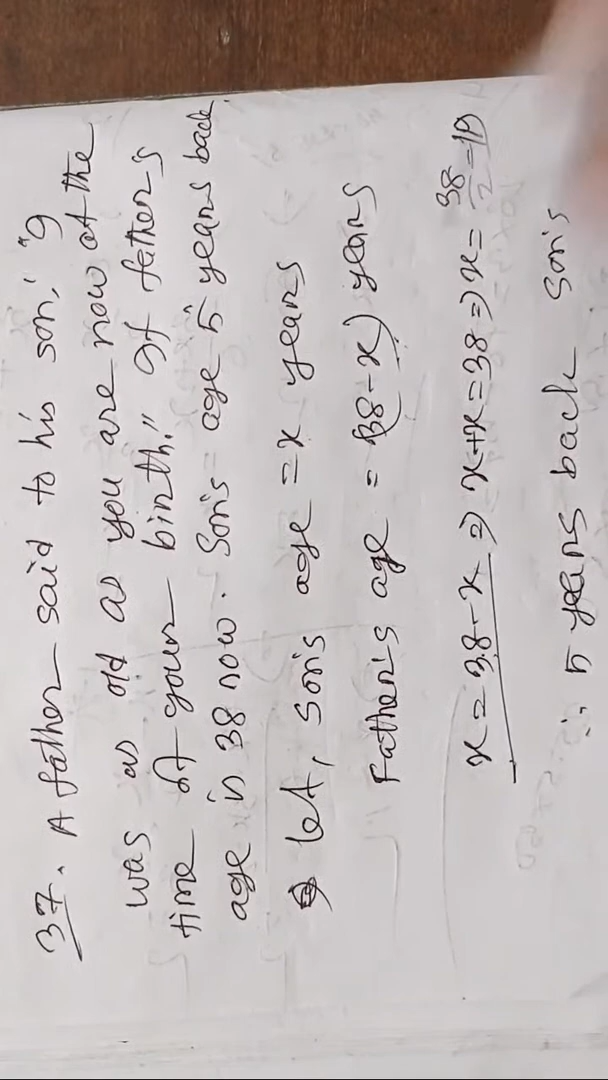 37. A father said to his son, "I
was as old as you are now at the
time of your birth." If father's
age is 38 now. Son's age 5 years back
Let, son's age = x years
Father's age = (38-x) years
x = 38-x => x+x = 38 => x = 38/2 = 19
∴ 5 years back son's